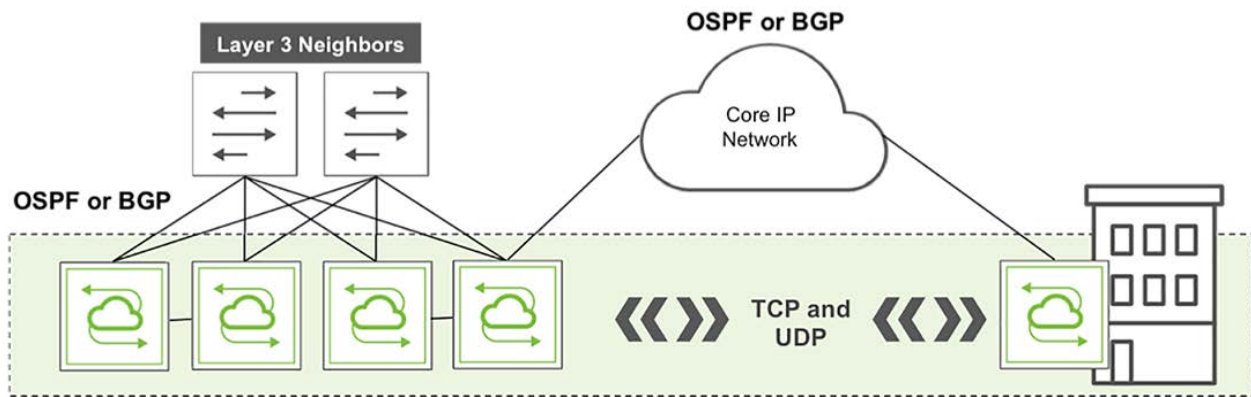 OSPF or BGP
Layer 3 Neighbors
Core IP
Network
OSPF or BGP
TCP and
UDP